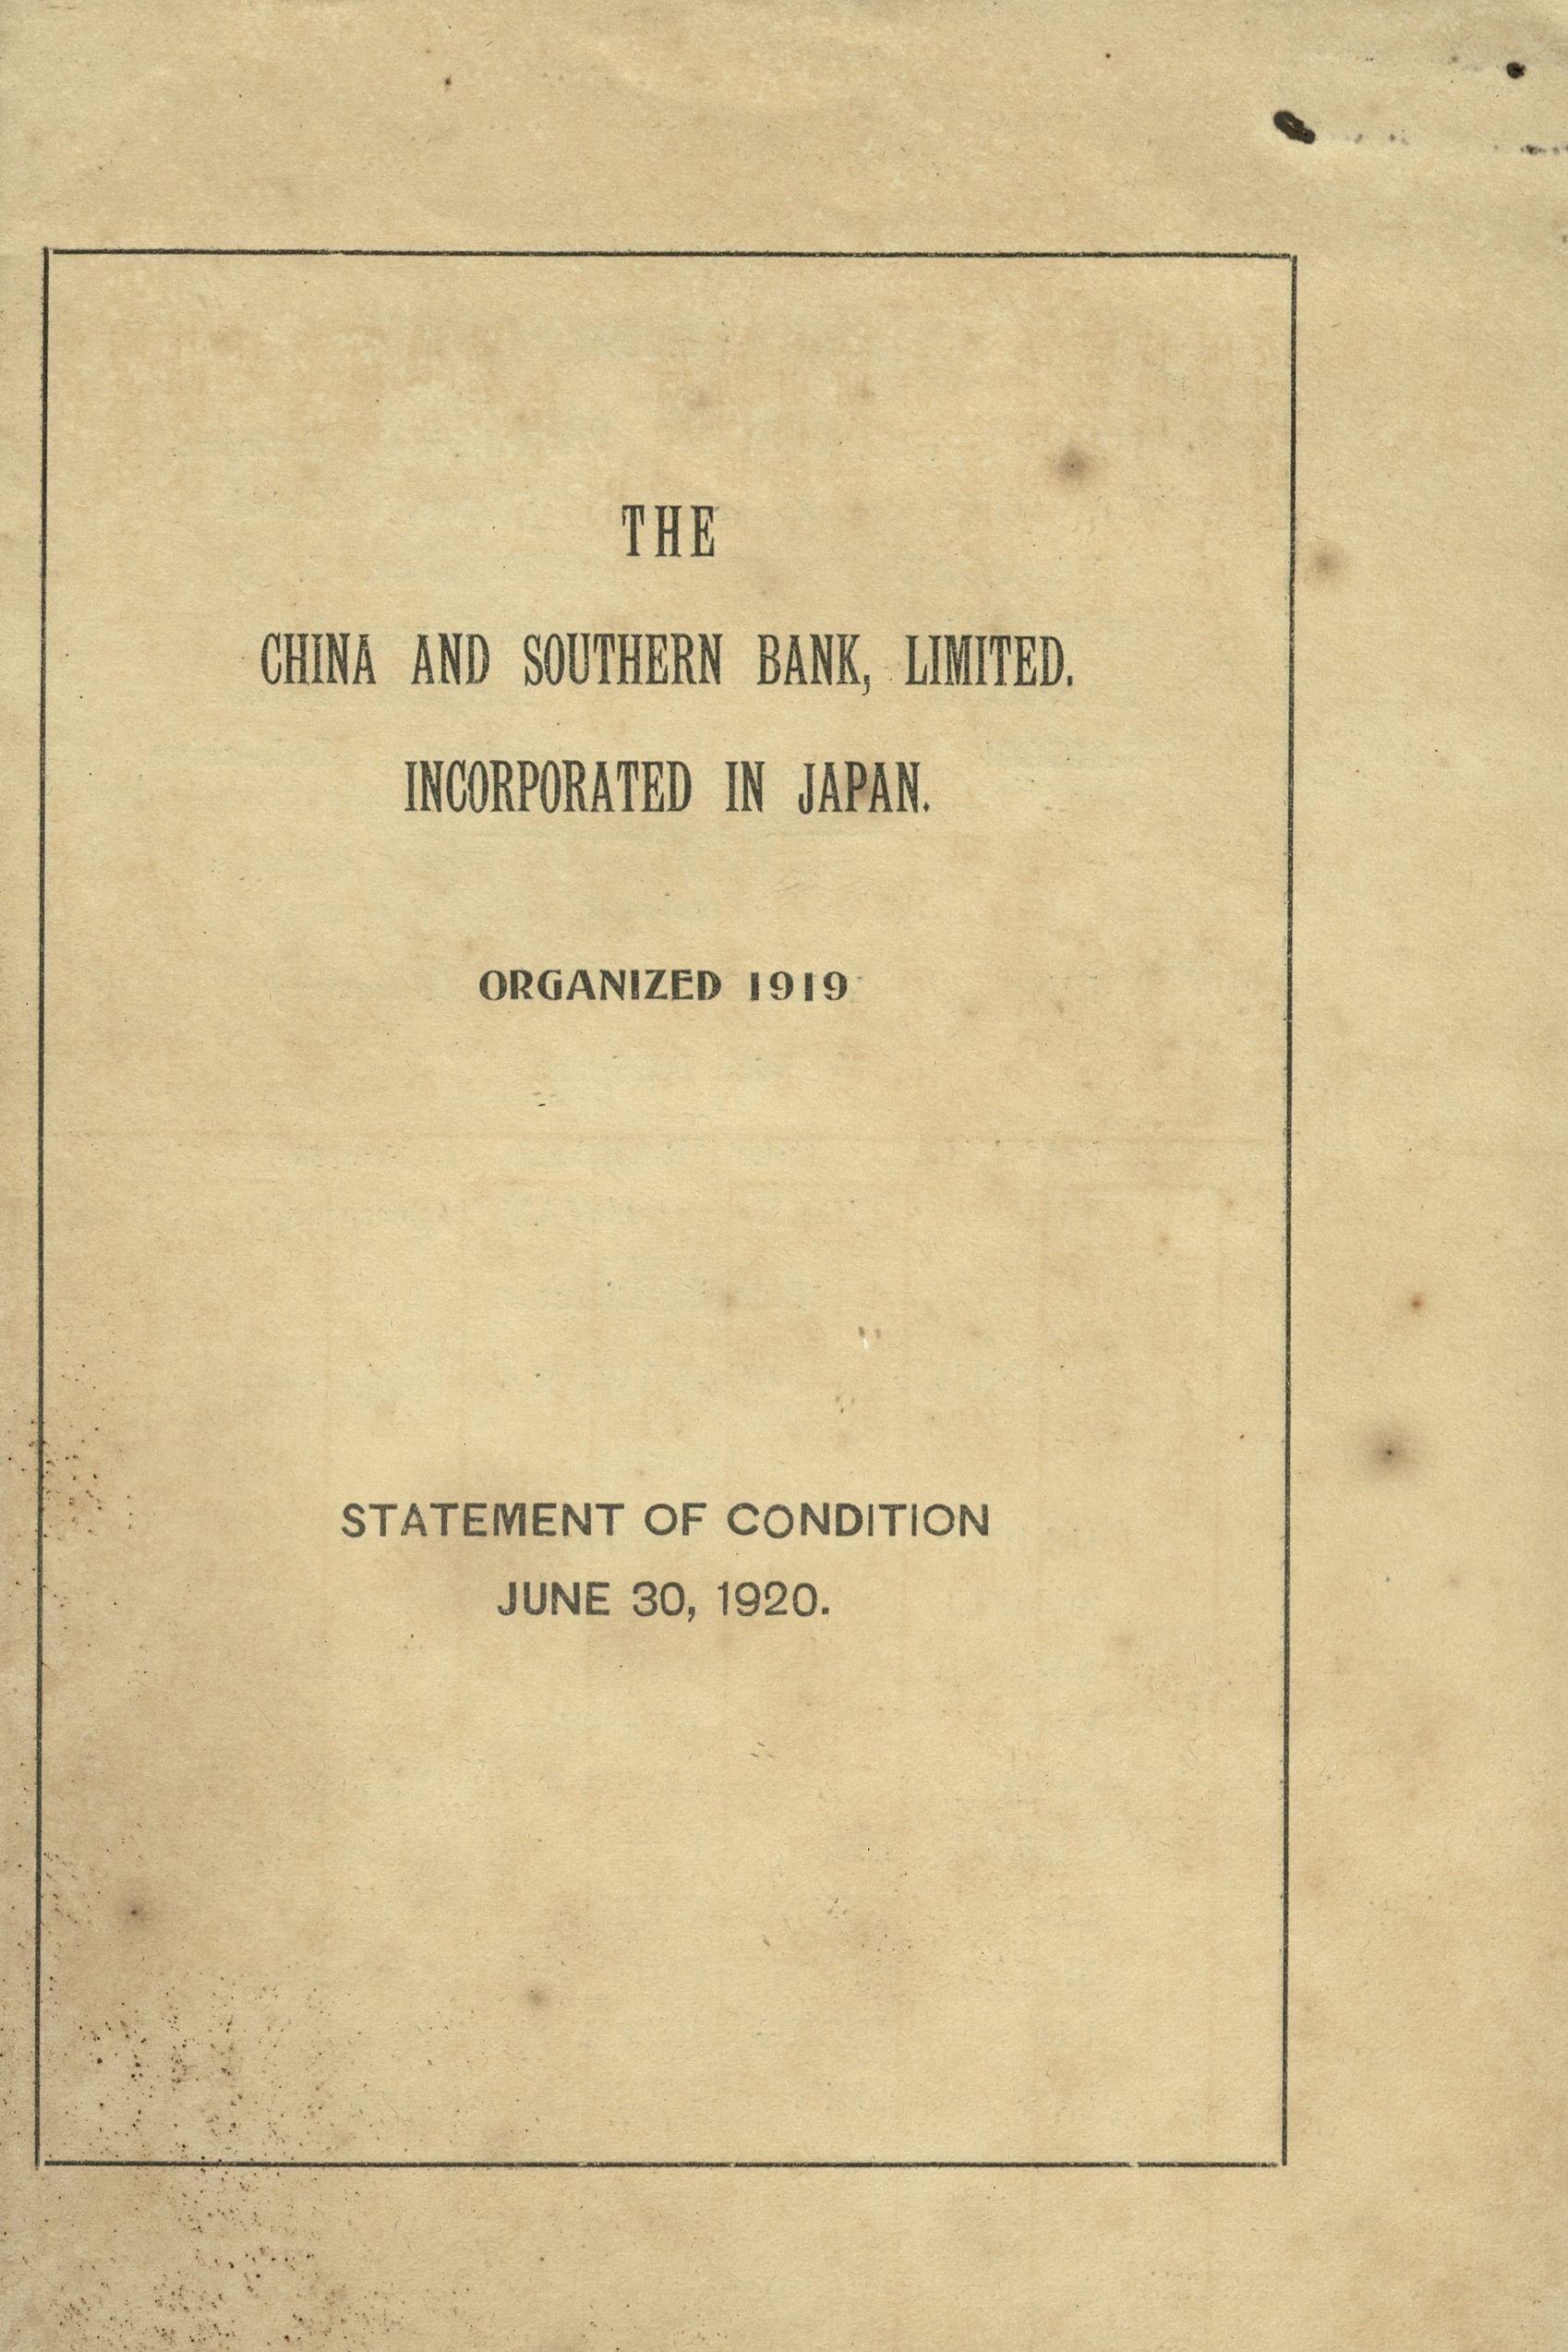 THE
CHINA AND SOUTHERN BANK, LIMITED.
INCORPORATED IN JAPAN.
ORGANIZED 1919
STATEMENT OF CONDITION
JUNE 30, 1920.